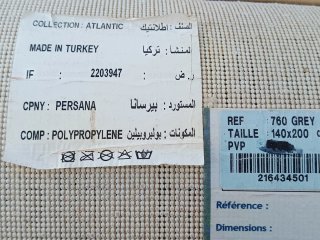 COLLECTION : ATLANTIC الصنف : اطلانتيك
MADE IN TURKEY المنشأ : تركيا
IF : 2203947 ر. ض :
CPNY : PERSANA المستورد : بيرسانا
COMP : POLYPROPYLENE المكونات : بوليروبيلين
REF : 760 GREY
TAILLE : 140x200
PVP
216434501
Référence :
Dimensions :